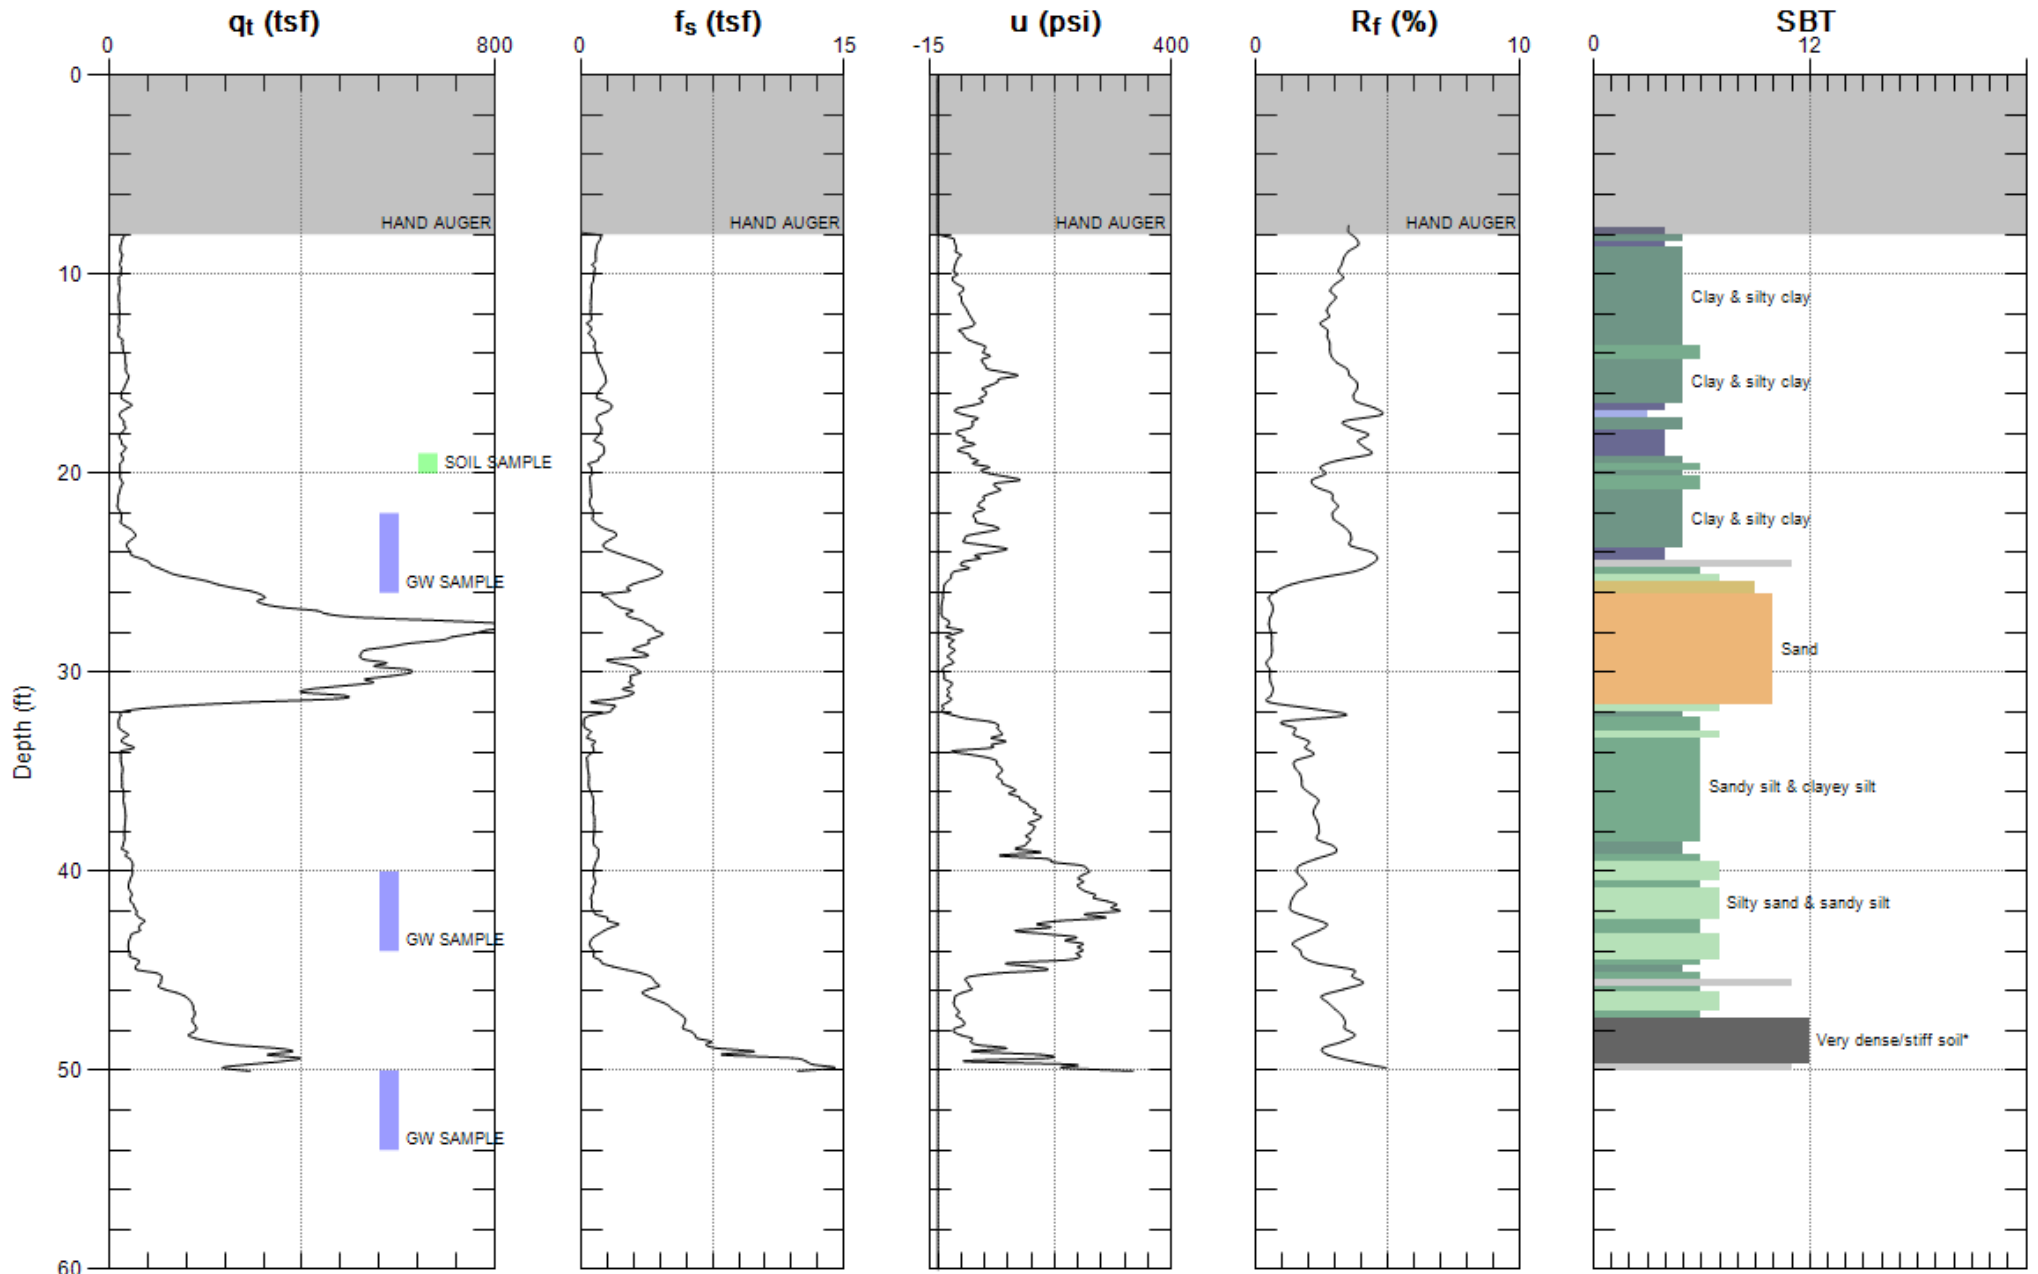 qt (tsf) fs (tsf) u (psi) Rf (%) SBT
0 800 0 15 -15 400 0 10 0 12
0
HAND AUGER HAND AUGER HAND AUGER HAND AUGER
10
Clay & silty clay
Clay & silty clay
SOIL SAMPLE
20
Clay & silty clay
GW SAMPLE
Sand
30
Depth (ft)
Sandy silt & clayey silt
40
Silty sand & sandy silt
GW SAMPLE
Very dense/stiff soil*
50
GW SAMPLE
60